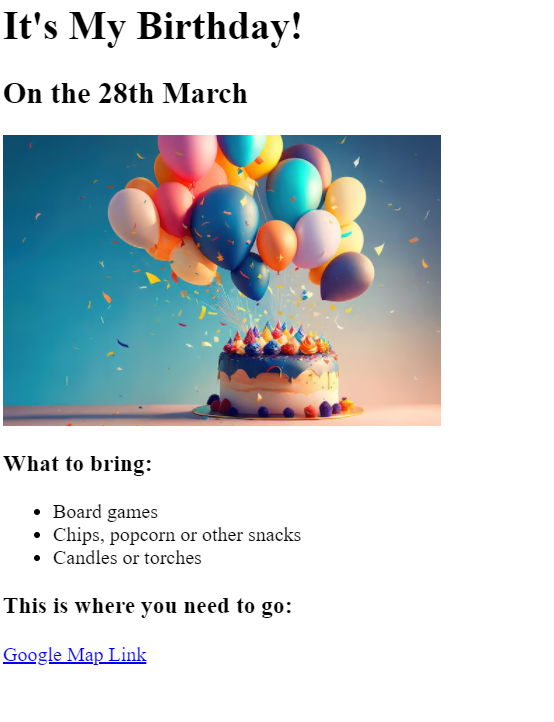 It's My Birthday!
On the 28th March
What to bring:
Board games
Chips, popcorn or other snacks
Candles or torches
This is where you need to go:
Google Map Link